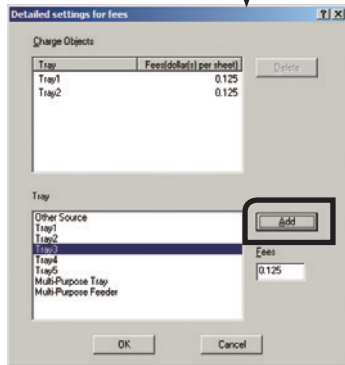 Detailed settings for fees
Charge Objects
Tray Fees(dollar(s) per sheet)
Tray1 0.125
Tray2 0.125
Delete
Tray
Other Source
Tray1
Tray2
Tray3
Tray4
Tray5
Multi-Purpose Tray
Multi-Purpose Feeder
Add
Fees
0.125
OK Cancel